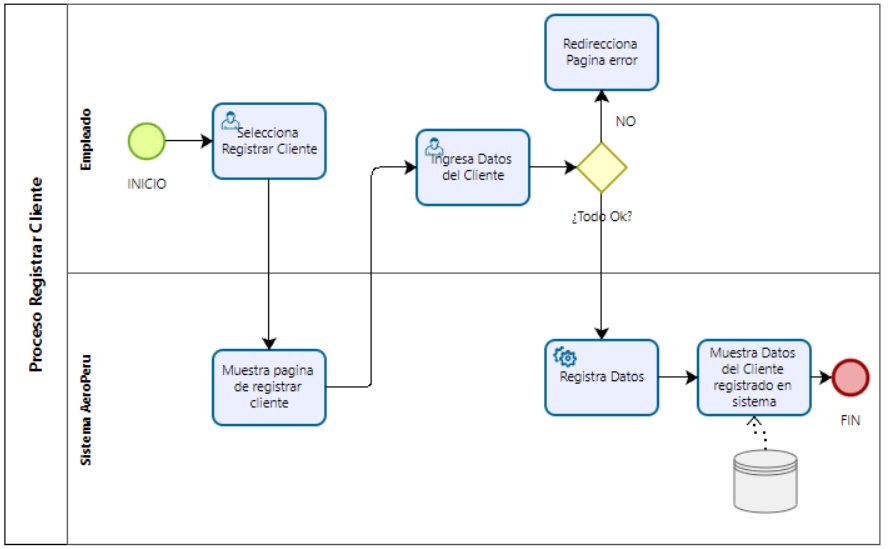 Proceso Registrar Cliente
Empleado
INICIO
Selecciona
Registrar Cliente
Ingresa Datos
del Cliente
Redirecciona
Pagina error
NO
¿Todo Ok?
Sistema AeroPeru
Muestra pagina
de registrar
cliente
Registra Datos
Muestra Datos
del Cliente
registrado en
sistema
FIN